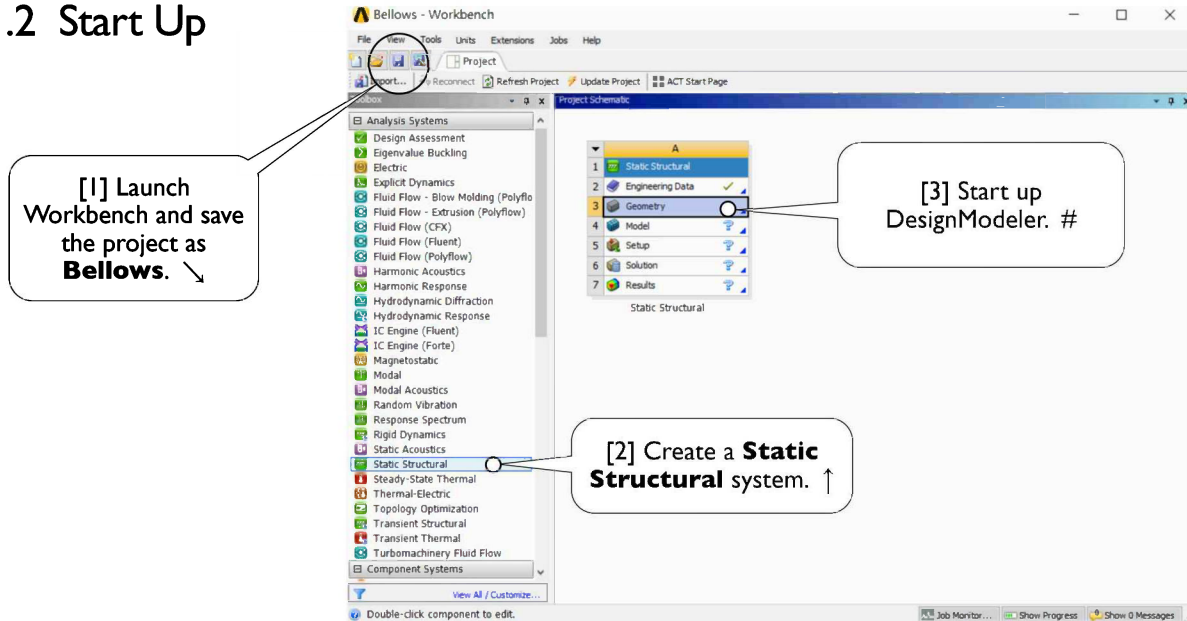 .2 Start Up
Bellows - Workbench
File View Tools Units Extensions Jobs Help
Project
Import... Reconnect Refresh Project Update Project ACT Start Page
Toolbox
Project Schematic
Analysis Systems
Design Assessment
Eigenvalue Buckling
Electric
Explicit Dynamics
Fluid Flow - Blow Molding (Polyflo
Fluid Flow - Extrusion (Polyflow)
Fluid Flow (CFX)
Fluid Flow (Fluent)
Fluid Flow (Polyflow)
Harmonic Acoustics
Harmonic Response
Hydrodynamic Diffraction
Hydrodynamic Response
IC Engine (Fluent)
IC Engine (Forte)
Magnetostatic
Modal
Modal Acoustics
Random Vibration
Response Spectrum
Rigid Dynamics
Static Acoustics
Static Structural
Steady-State Thermal
Thermal-Electric
Topology Optimization
Transient Structural
Transient Thermal
Turbomachinery Fluid Flow
Component Systems
View All / Customize...
A
1 Static Structural
2 Engineering Data ✓
3 Geometry
4 Model ?
5 Setup ?
6 Solution ?
7 Results ?
Static Structural
[1] Launch
Workbench and save
the project as
Bellows. ↘
[2] Create a Static
Structural system. ↑
[3] Start up
DesignModeler. #
Double-click component to edit.
Job Monitor... Show Progress Show 0 Messages